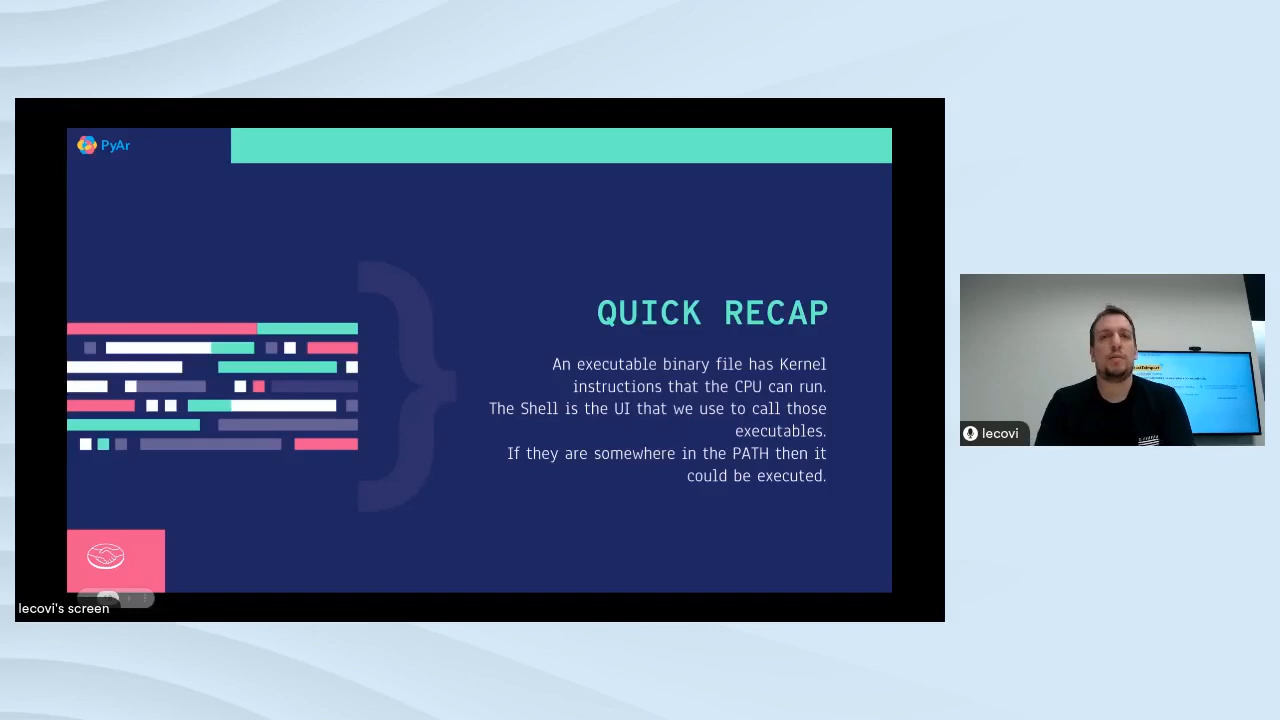 PyAr
QUICK RECAP
An executable binary file has Kernel
instructions that the CPU can run.
The Shell is the UI that we use to call those
executables.
If they are somewhere in the PATH then it
could be executed.
lecovi's screen
lecovi